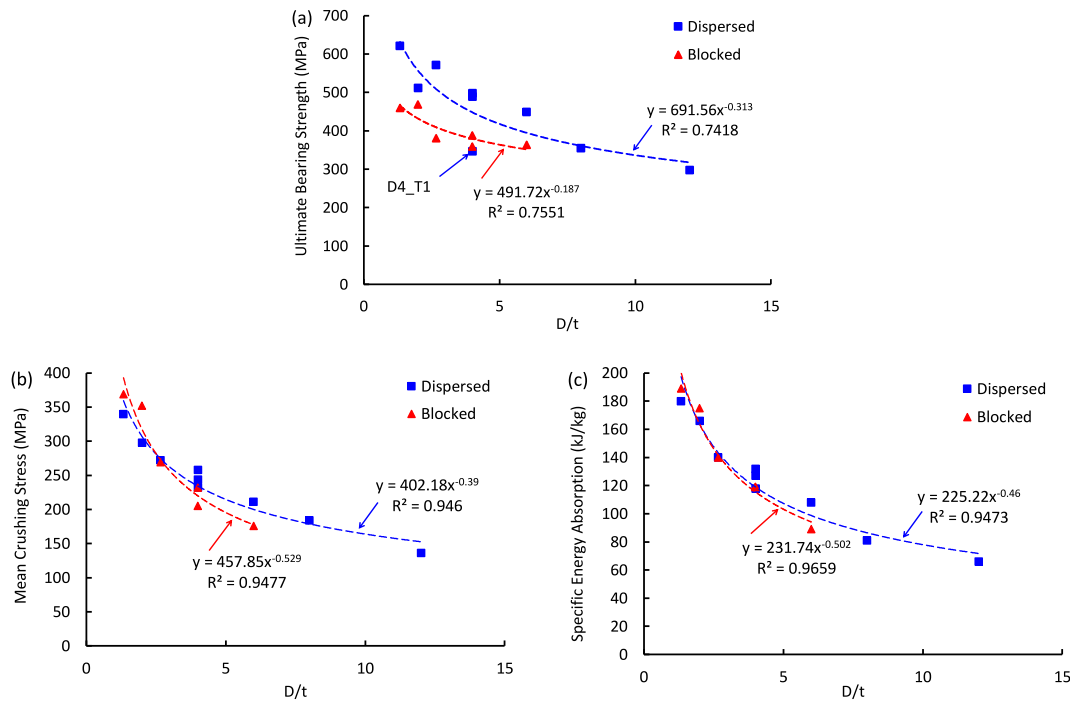 (a)
700
600
500
400
300
200
100
0
0 5 10 15
Ultimate Bearing Strength (MPa)
D/t
Dispersed
Blocked
y = 691.56x^-0.313
R² = 0.7418
D4_T1
y = 491.72x^-0.187
R² = 0.7551
(b)
400
350
300
250
200
150
100
50
0
0 5 10 15
Mean Crushing Stress (MPa)
D/t
Dispersed
Blocked
y = 402.18x^-0.39
R² = 0.946
y = 457.85x^-0.529
R² = 0.9477
(c)
200
180
160
140
120
100
80
60
40
20
0
0 5 10 15
Specific Energy Absorption (kJ/kg)
D/t
Dispersed
Blocked
y = 225.22x^-0.46
R² = 0.9473
y = 231.74x^-0.502
R² = 0.9659